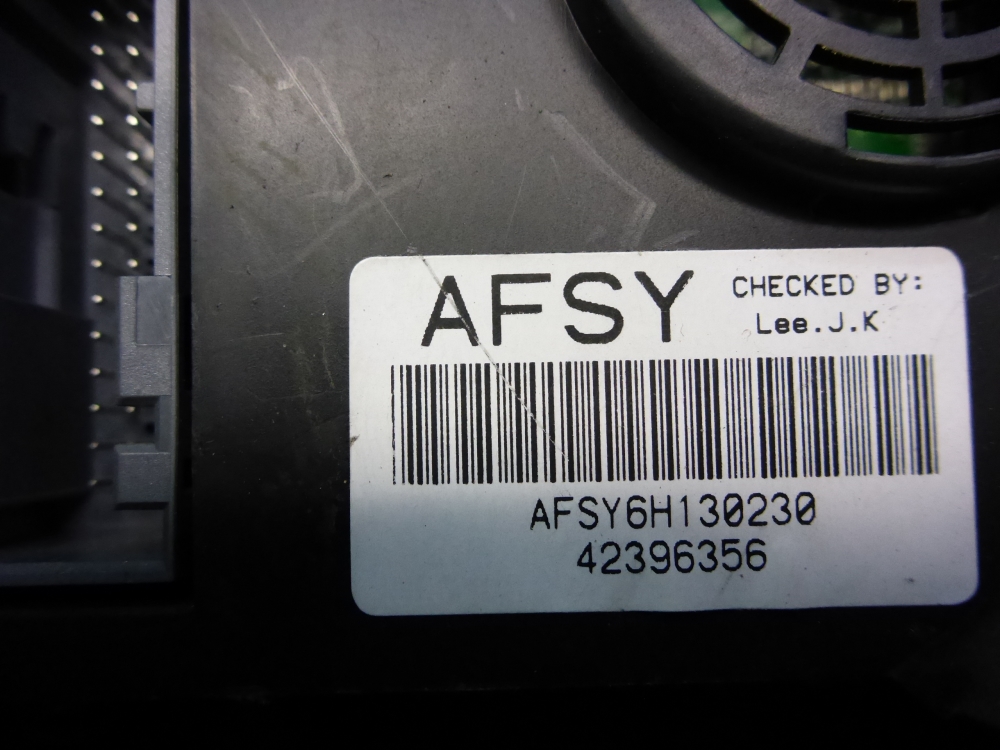 AFSY
CHECKED BY:
Lee.J.K
AFSY6H130230
42396356